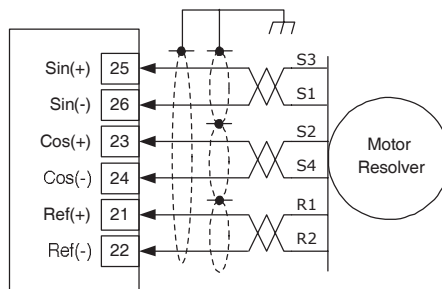 Sin(+) 25 S3
Sin(-) 26 S1
Cos(+) 23 S2
Cos(-) 24 S4
Ref(+) 21 R1
Ref(-) 22 R2
Motor
Resolver